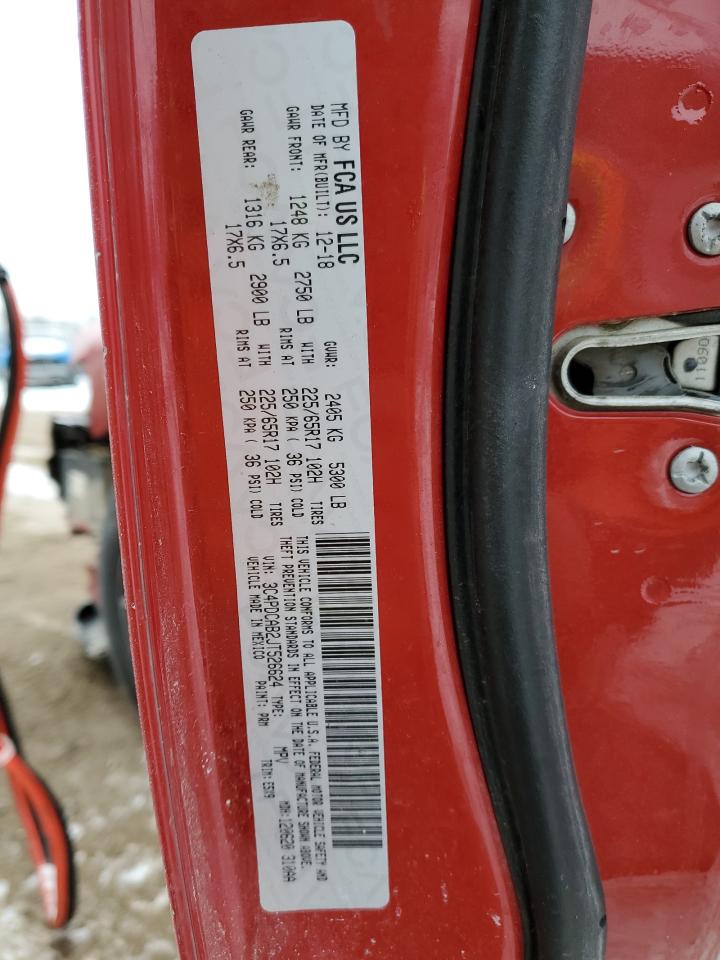 MFD BY FCA US LLC
DATE OF MFR(BUILT): 12-18 GVWR: 2405 KG 5300 LB
GAWR FRONT: 1248 KG 2750 LB WITH 225/65R17 102H TIRES
17X6.5 RIMS AT 250 KPA( 36 PSI) COLD
GAWR REAR: 1316 KG 2900 LB WITH 225/65R17 102H TIRES
17X6.5 RIMS AT 250 KPA( 36 PSI) COLD
THIS VEHICLE CONFORMS TO ALL APPLICABLE U.S.A. FEDERAL MOTOR VEHICLE SAFETY AND
THEFT PREVENTION STANDARDS IN EFFECT ON THE DATE OF MANUFACTURE SHOWN ABOVE.
VIN: 3C4PDCAB2JT526624 TYPE: MPV MDH:120620 310AA
VEHICLE MADE IN MEXICO PAINT: PRM TRIM:E5X9